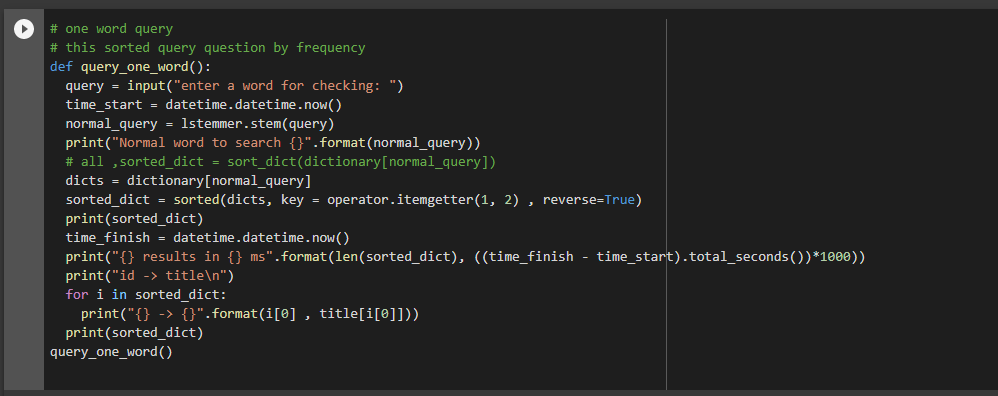 # one word query
# this sorted query question by frequency
def query_one_word():
  query = input("enter a word for checking: ")
  time_start = datetime.datetime.now()
  normal_query = lstemmer.stem(query)
  print("Normal word to search {}".format(normal_query))
  # all ,sorted_dict = sort_dict(dictionary[normal_query])
  dicts = dictionary[normal_query]
  sorted_dict = sorted(dicts, key = operator.itemgetter(1, 2) , reverse=True)
  print(sorted_dict)
  time_finish = datetime.datetime.now()
  print("{} results in {} ms".format(len(sorted_dict), ((time_finish - time_start).total_seconds())*1000))
  print("id -> title\n")
  for i in sorted_dict:
    print("{} -> {}".format(i[0] , title[i[0]]))
  print(sorted_dict)
query_one_word()